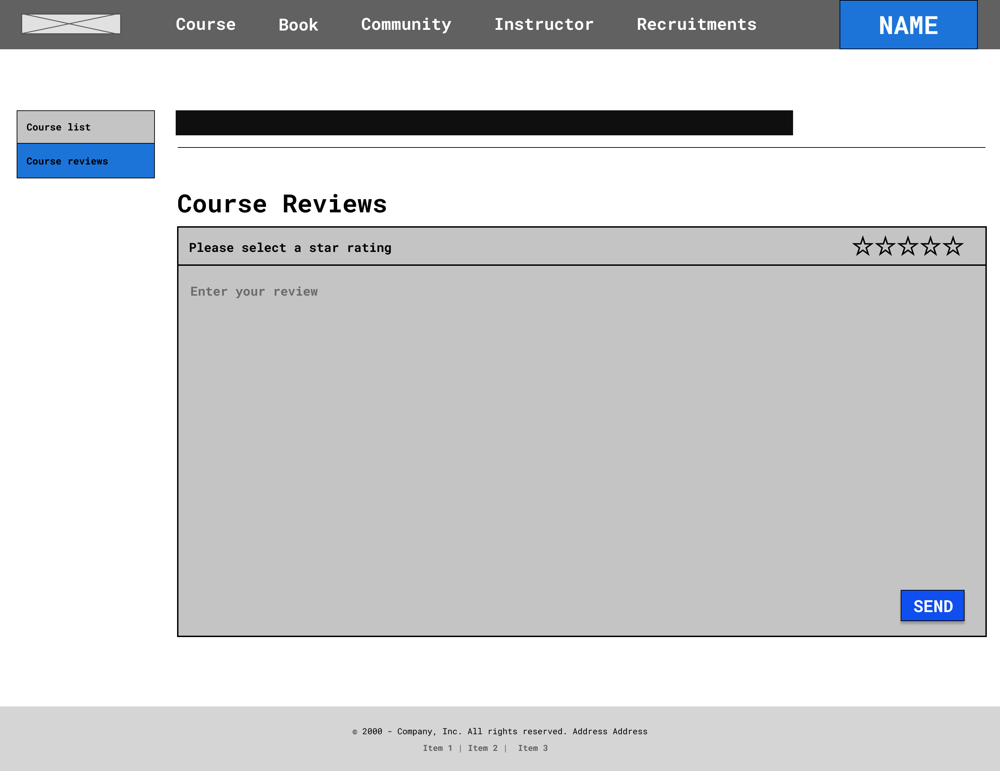 Course Book Community Instructor Recruitments NAME
Course list
Course reviews
Course Reviews
Please select a star rating
Enter your review
SEND
© 2000 - Company, Inc. All rights reserved. Address Address
Item 1 | Item 2 | Item 3